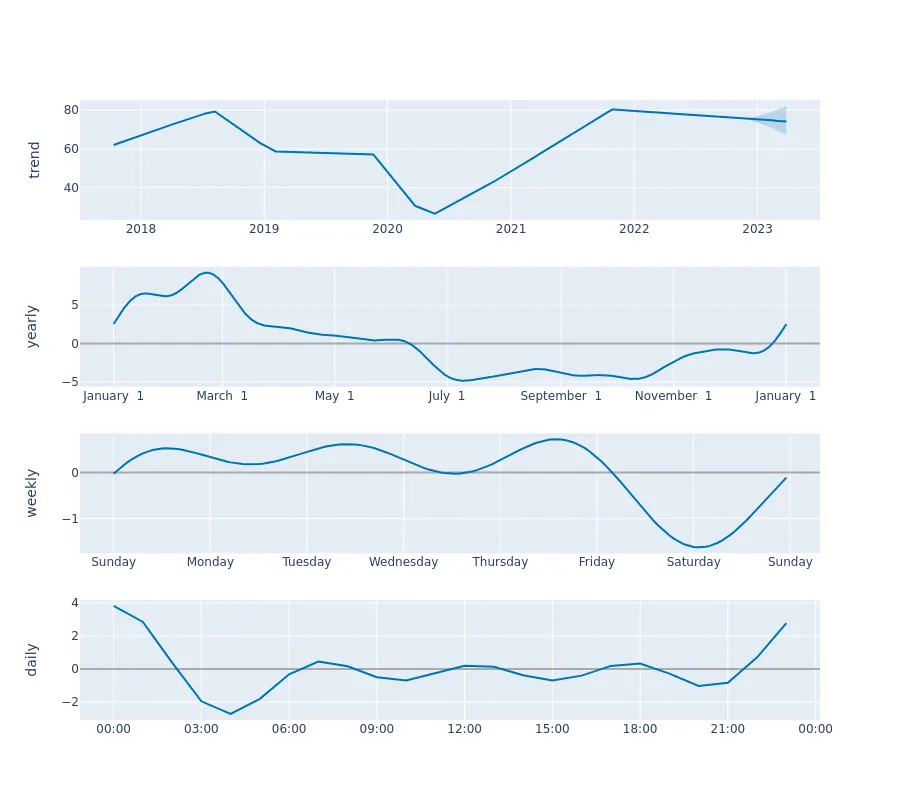 trend
80
60
40
2018 2019 2020 2021 2022 2023
yearly
5
0
−5
January 1 March 1 May 1 July 1 September 1 November 1 January 1
weekly
0
−1
Sunday Monday Tuesday Wednesday Thursday Friday Saturday Sunday
daily
4
2
0
−2
00:00 03:00 06:00 09:00 12:00 15:00 18:00 21:00 00:00